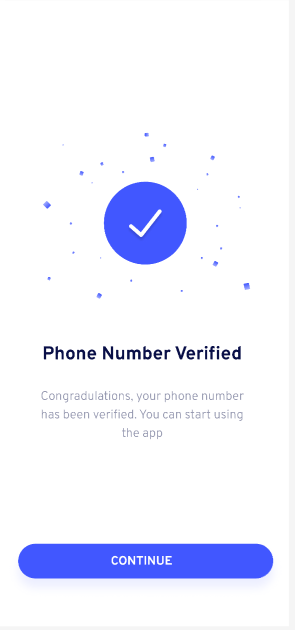 Phone Number Verified
Congradulations, your phone number
has been verified. You can start using
the app
CONTINUE